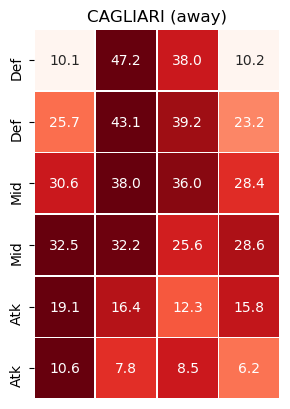 CAGLIARI (away)
Def 10.1 47.2 38.0 10.2
Def 25.7 43.1 39.2 23.2
Mid 30.6 38.0 36.0 28.4
Mid 32.5 32.2 25.6 28.6
Atk 19.1 16.4 12.3 15.8
Atk 10.6 7.8 8.5 6.2